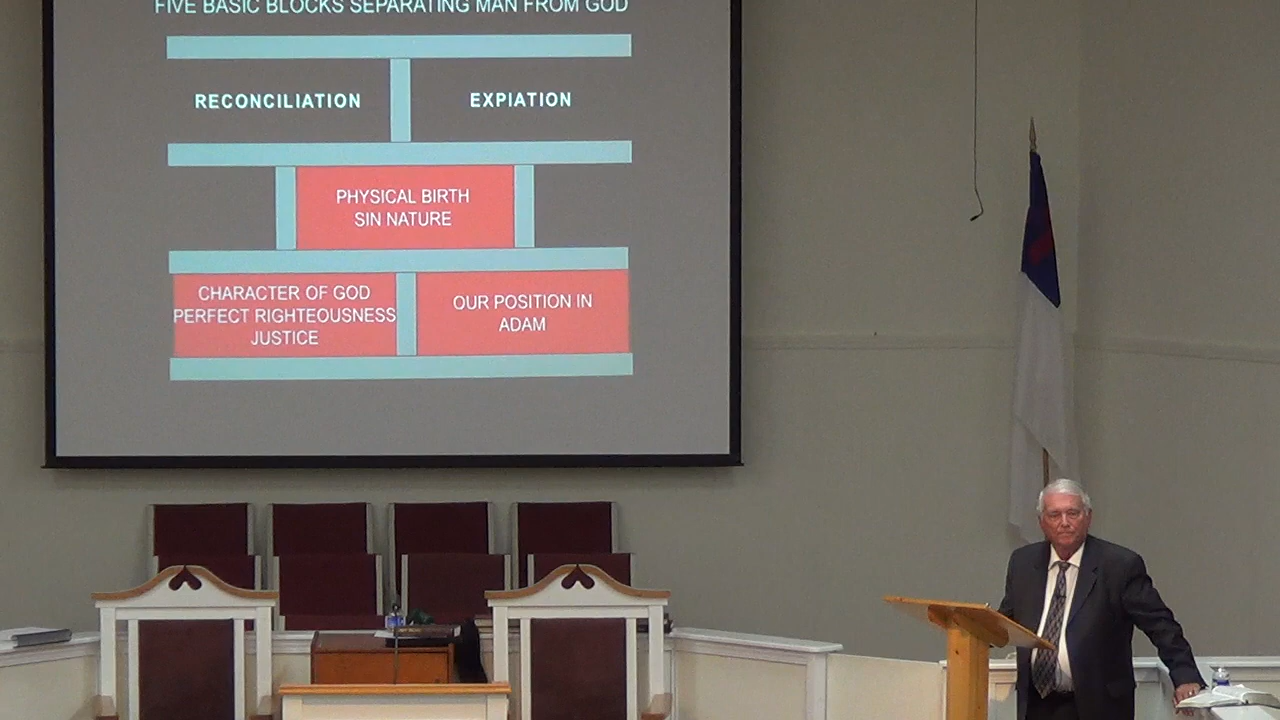 FIVE BASIC BLOCKS SEPARATING MAN FROM GOD
RECONCILIATION
EXPIATION
PHYSICAL BIRTH
SIN NATURE
CHARACTER OF GOD
PERFECT RIGHTEOUSNESS
JUSTICE
OUR POSITION IN
ADAM